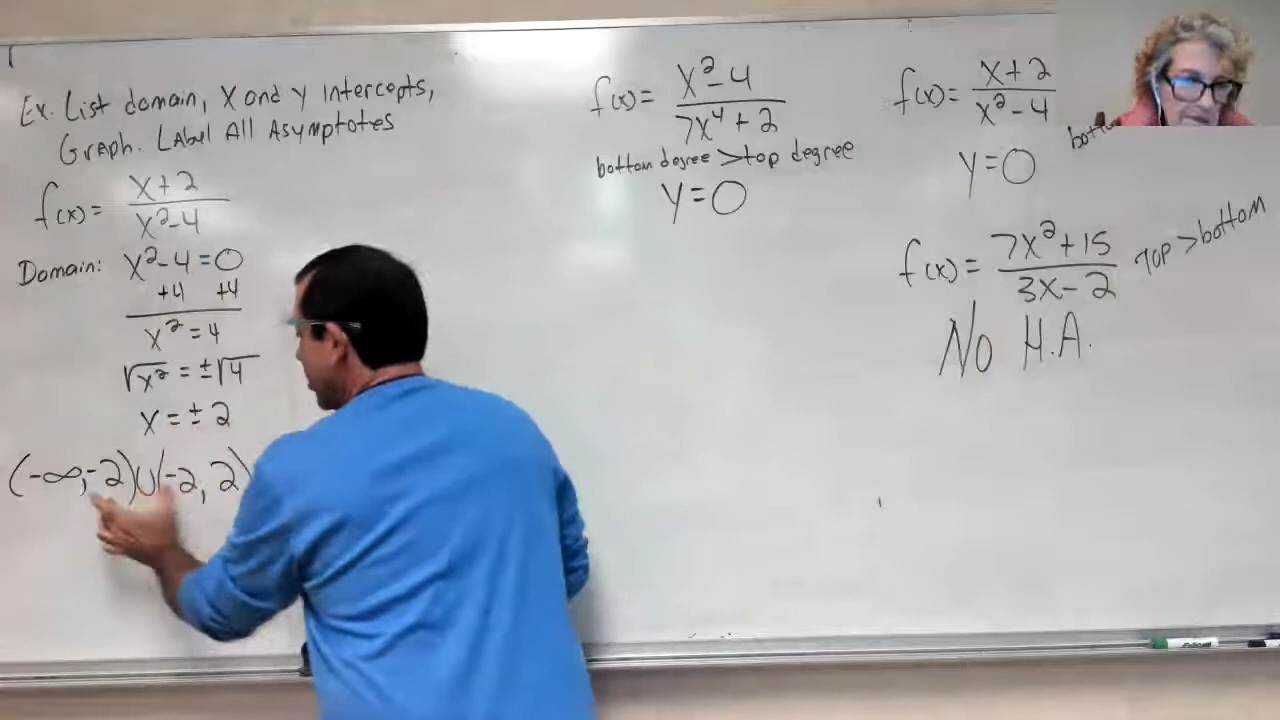 Ex. List domain, X and Y Intercepts,
Graph. Label All Asymptotes
f(x)= x+2 / x²-4
Domain: x²-4=0
+4 +4
x²=4
√x² = ±√4
x = ± 2
(-∞,-2)∪(-2, 2)
f(x)= x²-4 / 7x⁴+2
bottom degree > top degree
y=0
f(x)= x+2 / x²-4
y=0
f(x)= 7x²+15 / 3x-2 Top > bottom
No H.A.